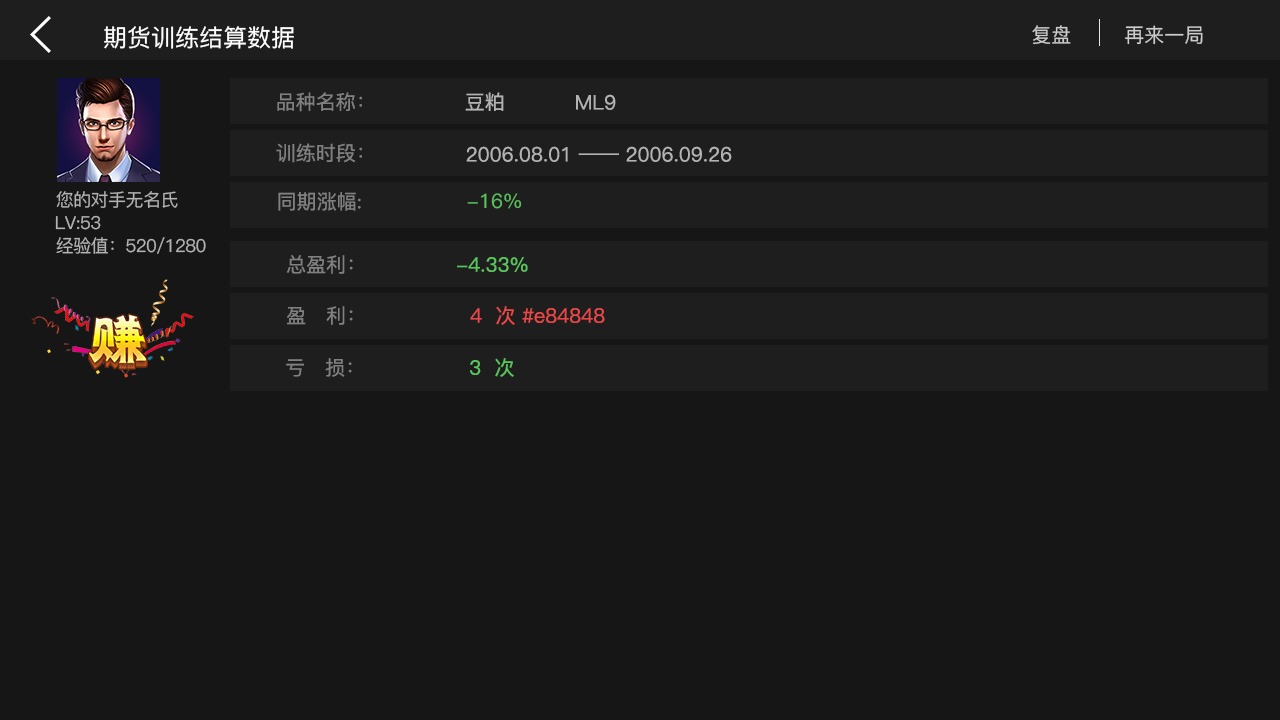 期货训练结算数据
复盘
再来一局
品种名称: 豆粕 ML9
训练时段: 2006.08.01 —— 2006.09.26
同期涨幅: -16%
您的对手无名氏
LV:53
经验值: 520/1280
总盈利: -4.33%
盈 利: 4 次 #e84848
亏 损: 3 次
赚